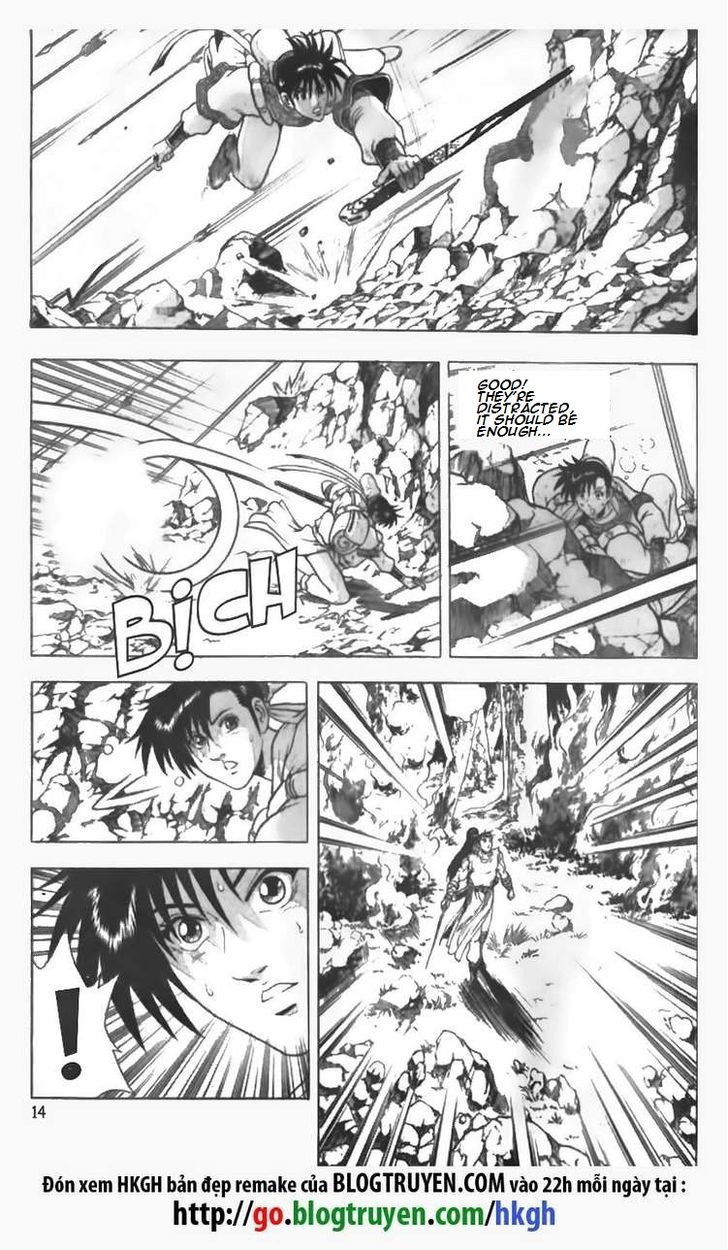 GOOD!
THEY'RE
DISTRACTED,
IT SHOULD BE
ENOUGH...
BỊCH
!
14
Đón xem HKGH bản đẹp remake của BLOGTRUYEN.COM vào 22h mỗi ngày tại :
http://go.blogtruyen.com/hkgh